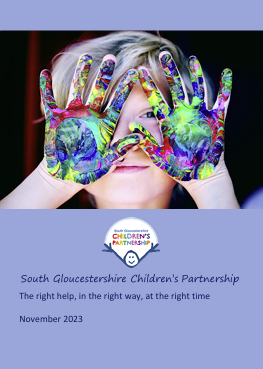 South Gloucestershire
CHILDREN'S
PARTNERSHIP
South Gloucestershire Children's Partnership
The right help, in the right way, at the right time
November 2023